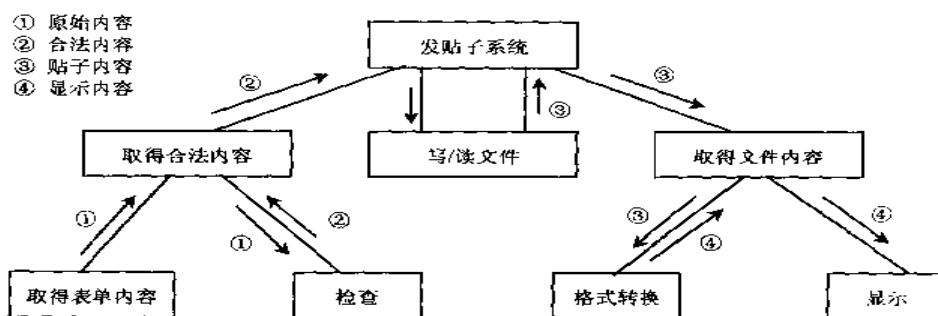 ① 原始内容
② 合法内容
③ 贴子内容
④ 显示内容
发贴子系统
②
③
③
取得合法内容
写/读文件
取得文件内容
①
②
①
③
④
④
取得表单内容
检查
格式转换
显示